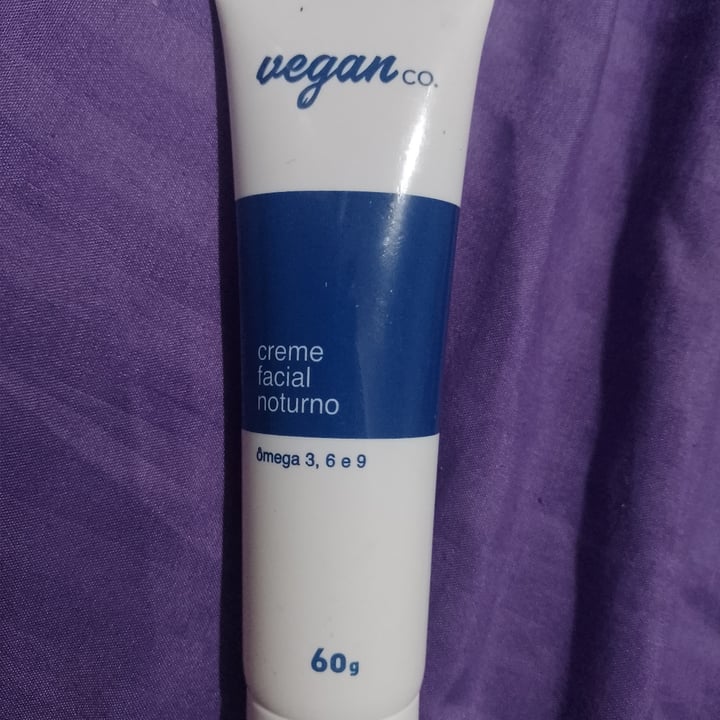 vegan co.
creme
facial
noturno
ômega 3, 6 e 9
60g